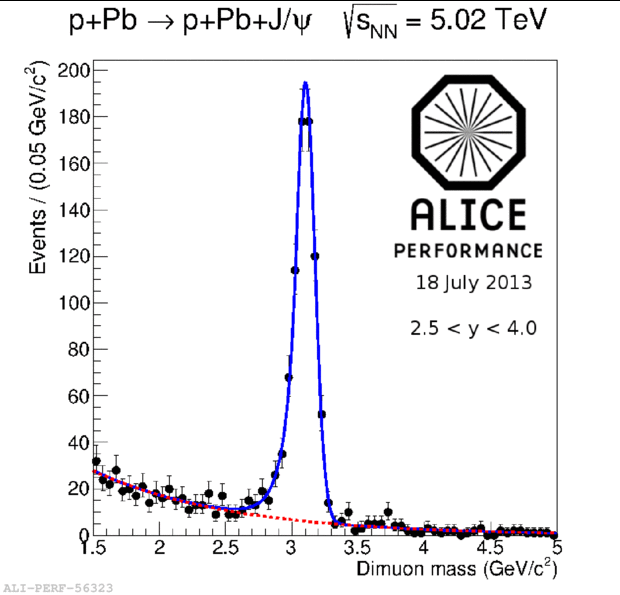 p+Pb → p+Pb+J/ψ √sNN = 5.02 TeV
Events / (0.05 GeV/c²)
200
180
160
140
120
100
80
60
40
20
0
ALICE
PERFORMANCE
18 July 2013
2.5 < y < 4.0
1.5 2 2.5 3 3.5 4 4.5 5
Dimuon mass (GeV/c²)
ALI-PERF-56323